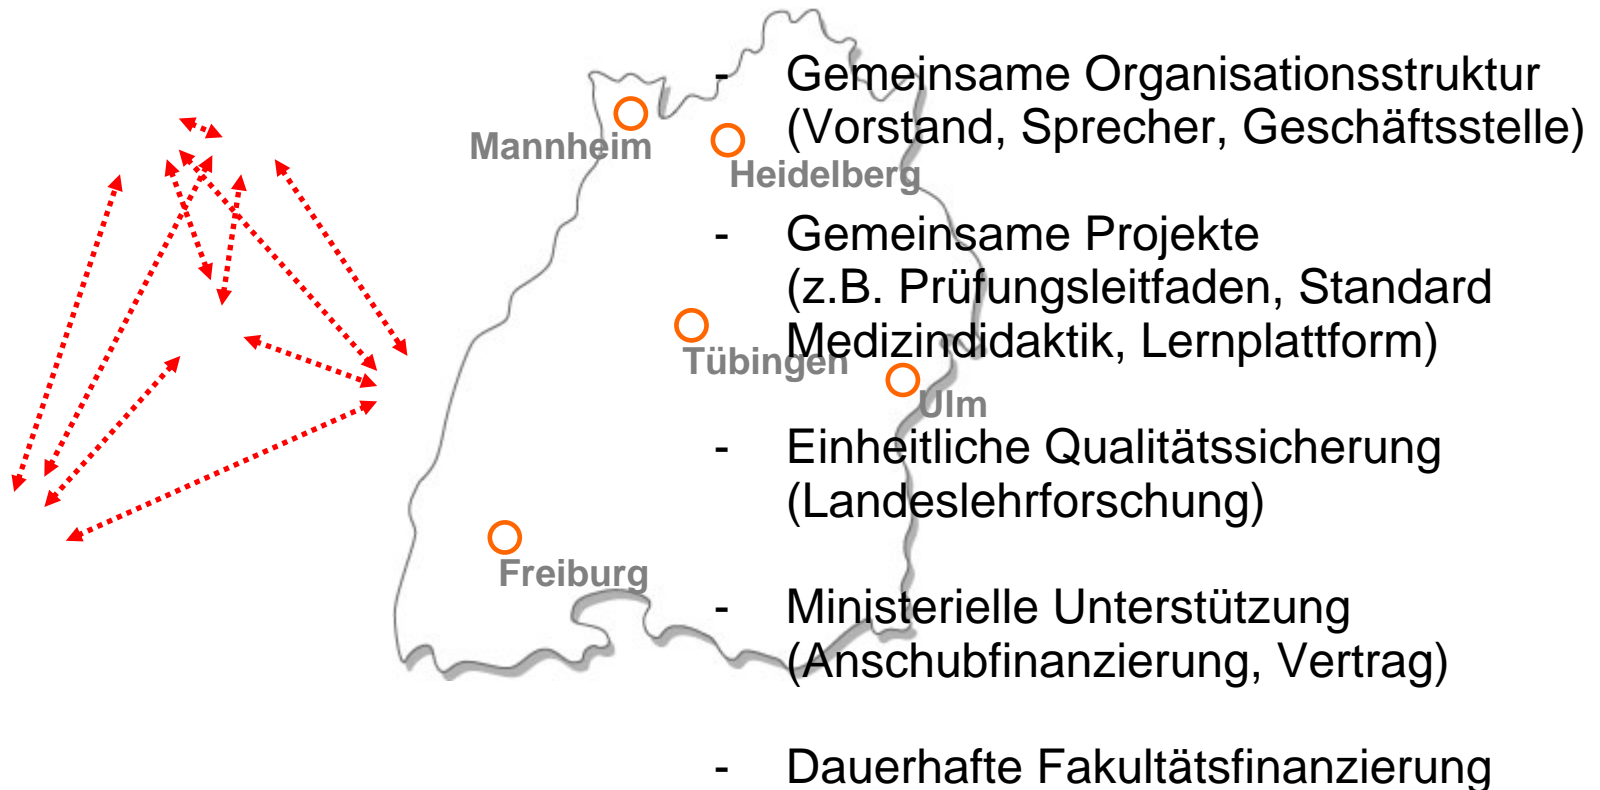 Mannheim
Heidelberg
Tübingen
Ulm
Freiburg
- Gemeinsame Organisationsstruktur
(Vorstand, Sprecher, Geschäftsstelle)
- Gemeinsame Projekte
(z.B. Prüfungsleitfaden, Standard
Medizindidaktik, Lernplattform)
- Einheitliche Qualitätssicherung
(Landeslehrforschung)
- Ministerielle Unterstützung
(Anschubfinanzierung, Vertrag)
- Dauerhafte Fakultätsfinanzierung